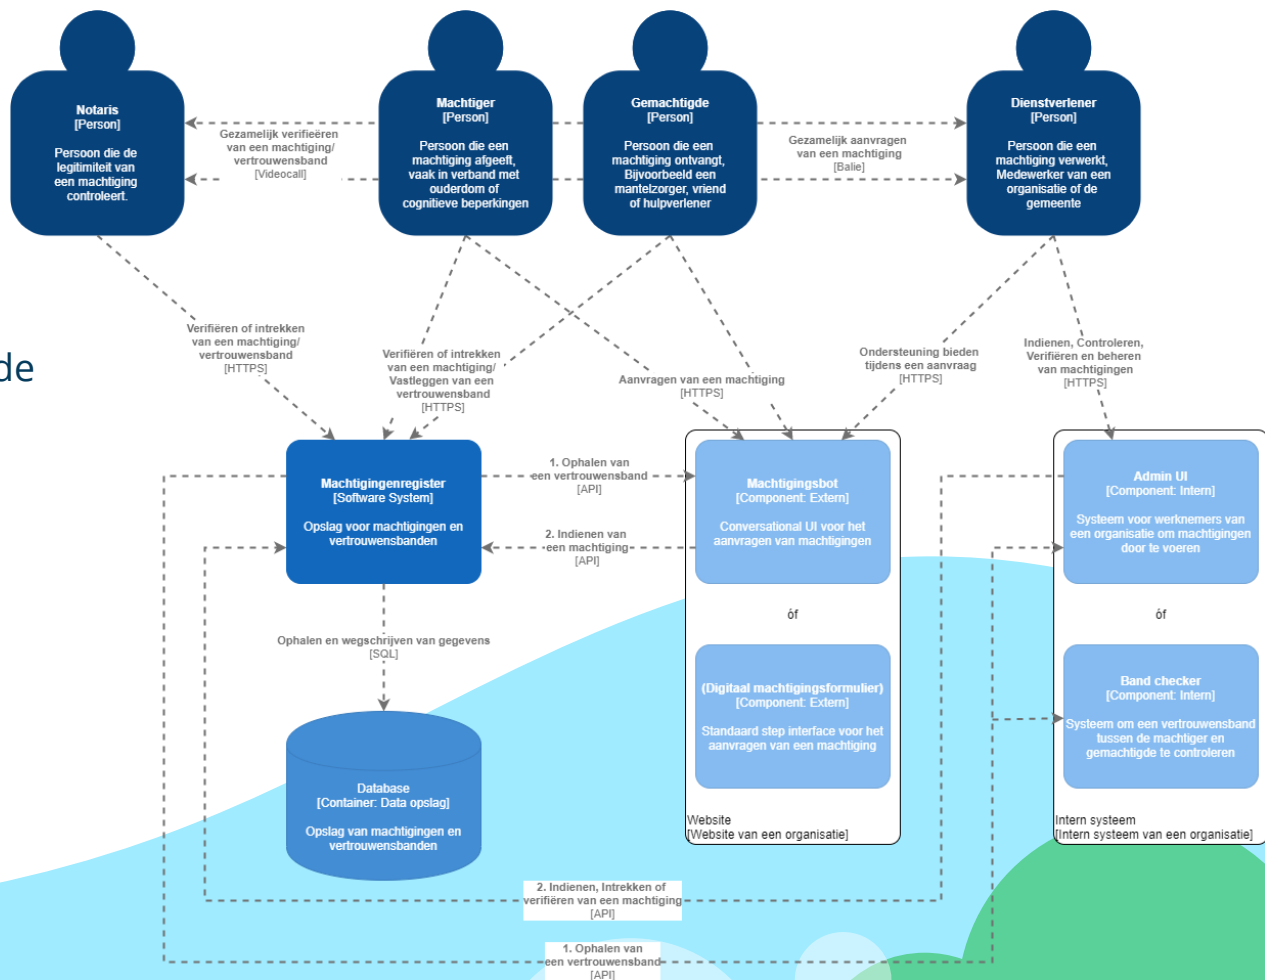 Notaris
[Person]
Persoon die de
legitimiteit van
een machtiging
controleert.
Gezamelijk verifieëren
van een machtiging/
vertrouwensband
[Videocall]
Machtiger
[Person]
Persoon die een
machtiging afgeeft,
vaak in verband met
ouderdom of
cognitieve beperkingen
Gemachtigde
[Person]
Persoon die een
machtiging ontvangt,
Bijvoorbeeld een
mantelzorger, vriend
of hulpverlener
Gezamelijk aanvragen
van een machtiging
[Balie]
Dienstverlener
[Person]
Persoon die een
machtiging verwerkt,
Medewerker van een
organisatie of de
gemeente
de
Verifiëren of intrekken
van een machtiging/
vertrouwensband
[HTTPS]
Verifiëren of intrekken
van een machtiging/
Vastleggen van een
vertrouwensband
[HTTPS]
Aanvragen van een machtiging
[HTTPS]
Ondersteuning bieden
tijdens een aanvraag
[HTTPS]
Indienen, Controleren,
Verifiëren en beheren
van machtigingen
[HTTPS]
Machtigingenregister
[Software System]
Opslag voor machtigingen en
vertrouwensbanden
1. Ophalen van
een vertrouwensband
[API]
2. Indienen van
een machtiging
[API]
Machtigingsbot
[Component: Extern]
Conversational UI voor het
aanvragen van machtigingen
óf
(Digitaal machtigingsformulier)
[Component: Extern]
Standaard step interface voor het
aanvragen van een machtiging
Website
[Website van een organisatie]
Admin UI
[Component: Intern]
Systeem voor werknemers van
een organisatie om machtigingen
door te voeren
óf
Band checker
[Component: Intern]
Systeem om een vertrouwensband
tussen de machtiger en
gemachtigde te controleren
Intern systeem
[Intern systeem van een organisatie]
Ophalen en wegschrijven van gegevens
[SQL]
Database
[Container: Data opslag]
Opslag van machtigingen en
vertrouwensbanden
2. Indienen, Intrekken of
verifiëren van een machtiging
[API]
1. Ophalen van
een vertrouwensband
[API]